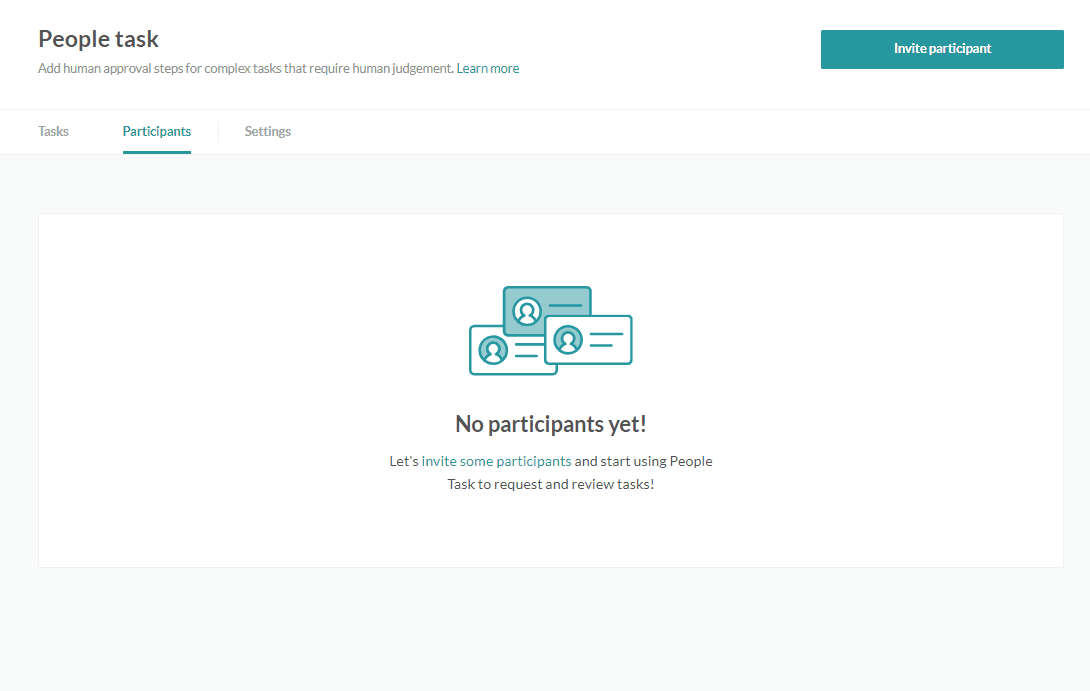 People task
Invite participant
Add human approval steps for complex tasks that require human judgement. Learn more
Tasks
Participants
Settings
No participants yet!
Let's invite some participants and start using People
Task to request and review tasks!